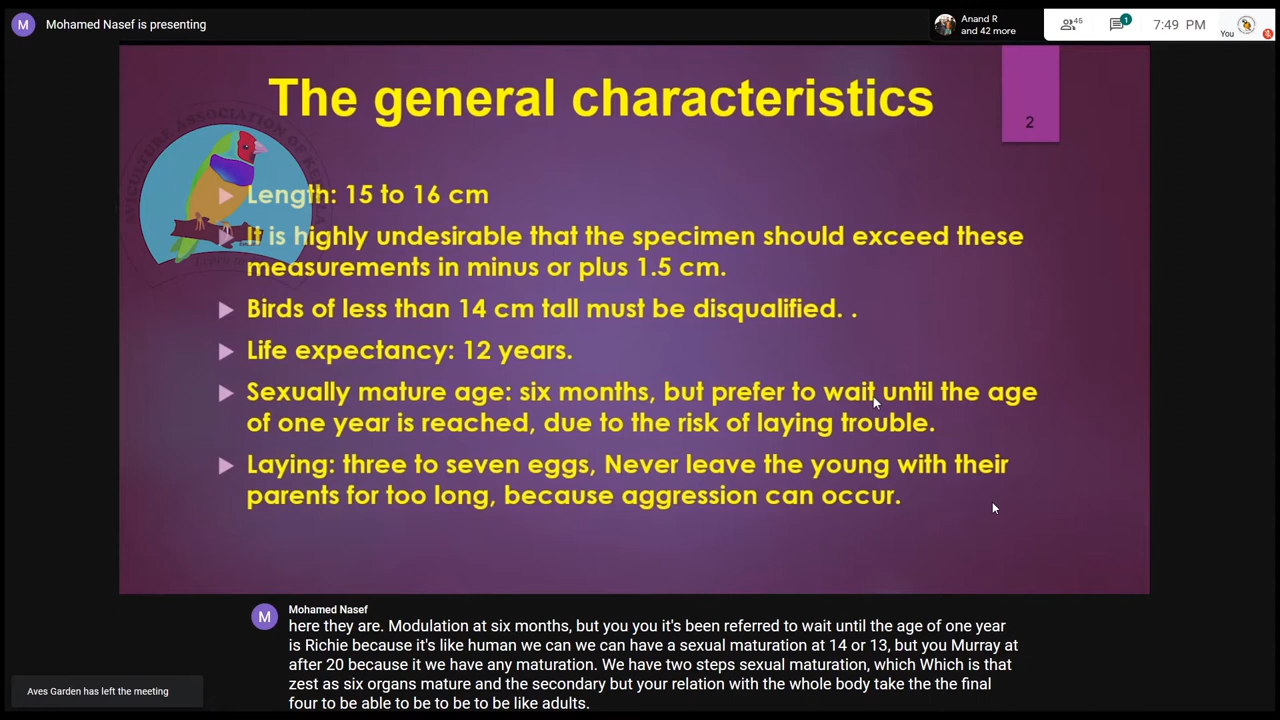 M Mohamed Nasef is presenting
Anand R
and 42 more
45
1
7:49 PM
You
The general characteristics
2
AVICULTURE ASSOCIATION OF
Length: 15 to 16 cm
It is highly undesirable that the specimen should exceed these
measurements in minus or plus 1.5 cm.
Birds of less than 14 cm tall must be disqualified. .
Life expectancy: 12 years.
Sexually mature age: six months, but prefer to wait until the age
of one year is reached, due to the risk of laying trouble.
Laying: three to seven eggs, Never leave the young with their
parents for too long, because aggression can occur.
M Mohamed Nasef
here they are. Modulation at six months, but you you it's been referred to wait until the age of one year
is Richie because it's like human we can we can have a sexual maturation at 14 or 13, but you Murray at
after 20 because it we have any maturation. We have two steps sexual maturation, which Which is that
zest as six organs mature and the secondary but your relation with the whole body take the the final
four to be able to be to be to be like adults.
Aves Garden has left the meeting